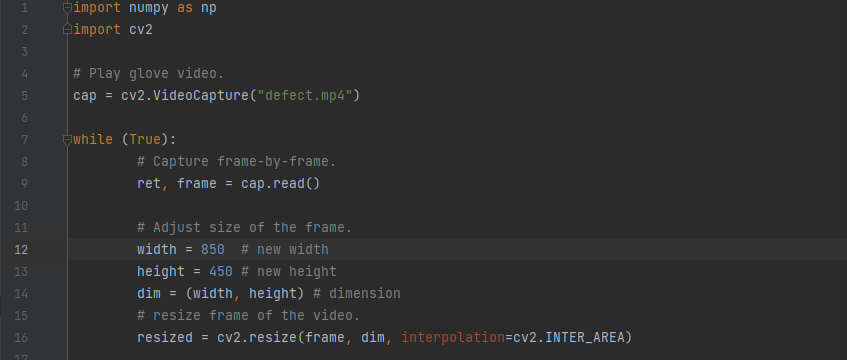 1 import numpy as np
2 import cv2
3
4 # Play glove video.
5 cap = cv2.VideoCapture("defect.mp4")
6
7 while (True):
8         # Capture frame-by-frame.
9         ret, frame = cap.read()
10
11         # Adjust size of the frame.
12         width = 850  # new width
13         height = 450 # new height
14         dim = (width, height) # dimension
15         # resize frame of the video.
16         resized = cv2.resize(frame, dim, interpolation=cv2.INTER_AREA)
17